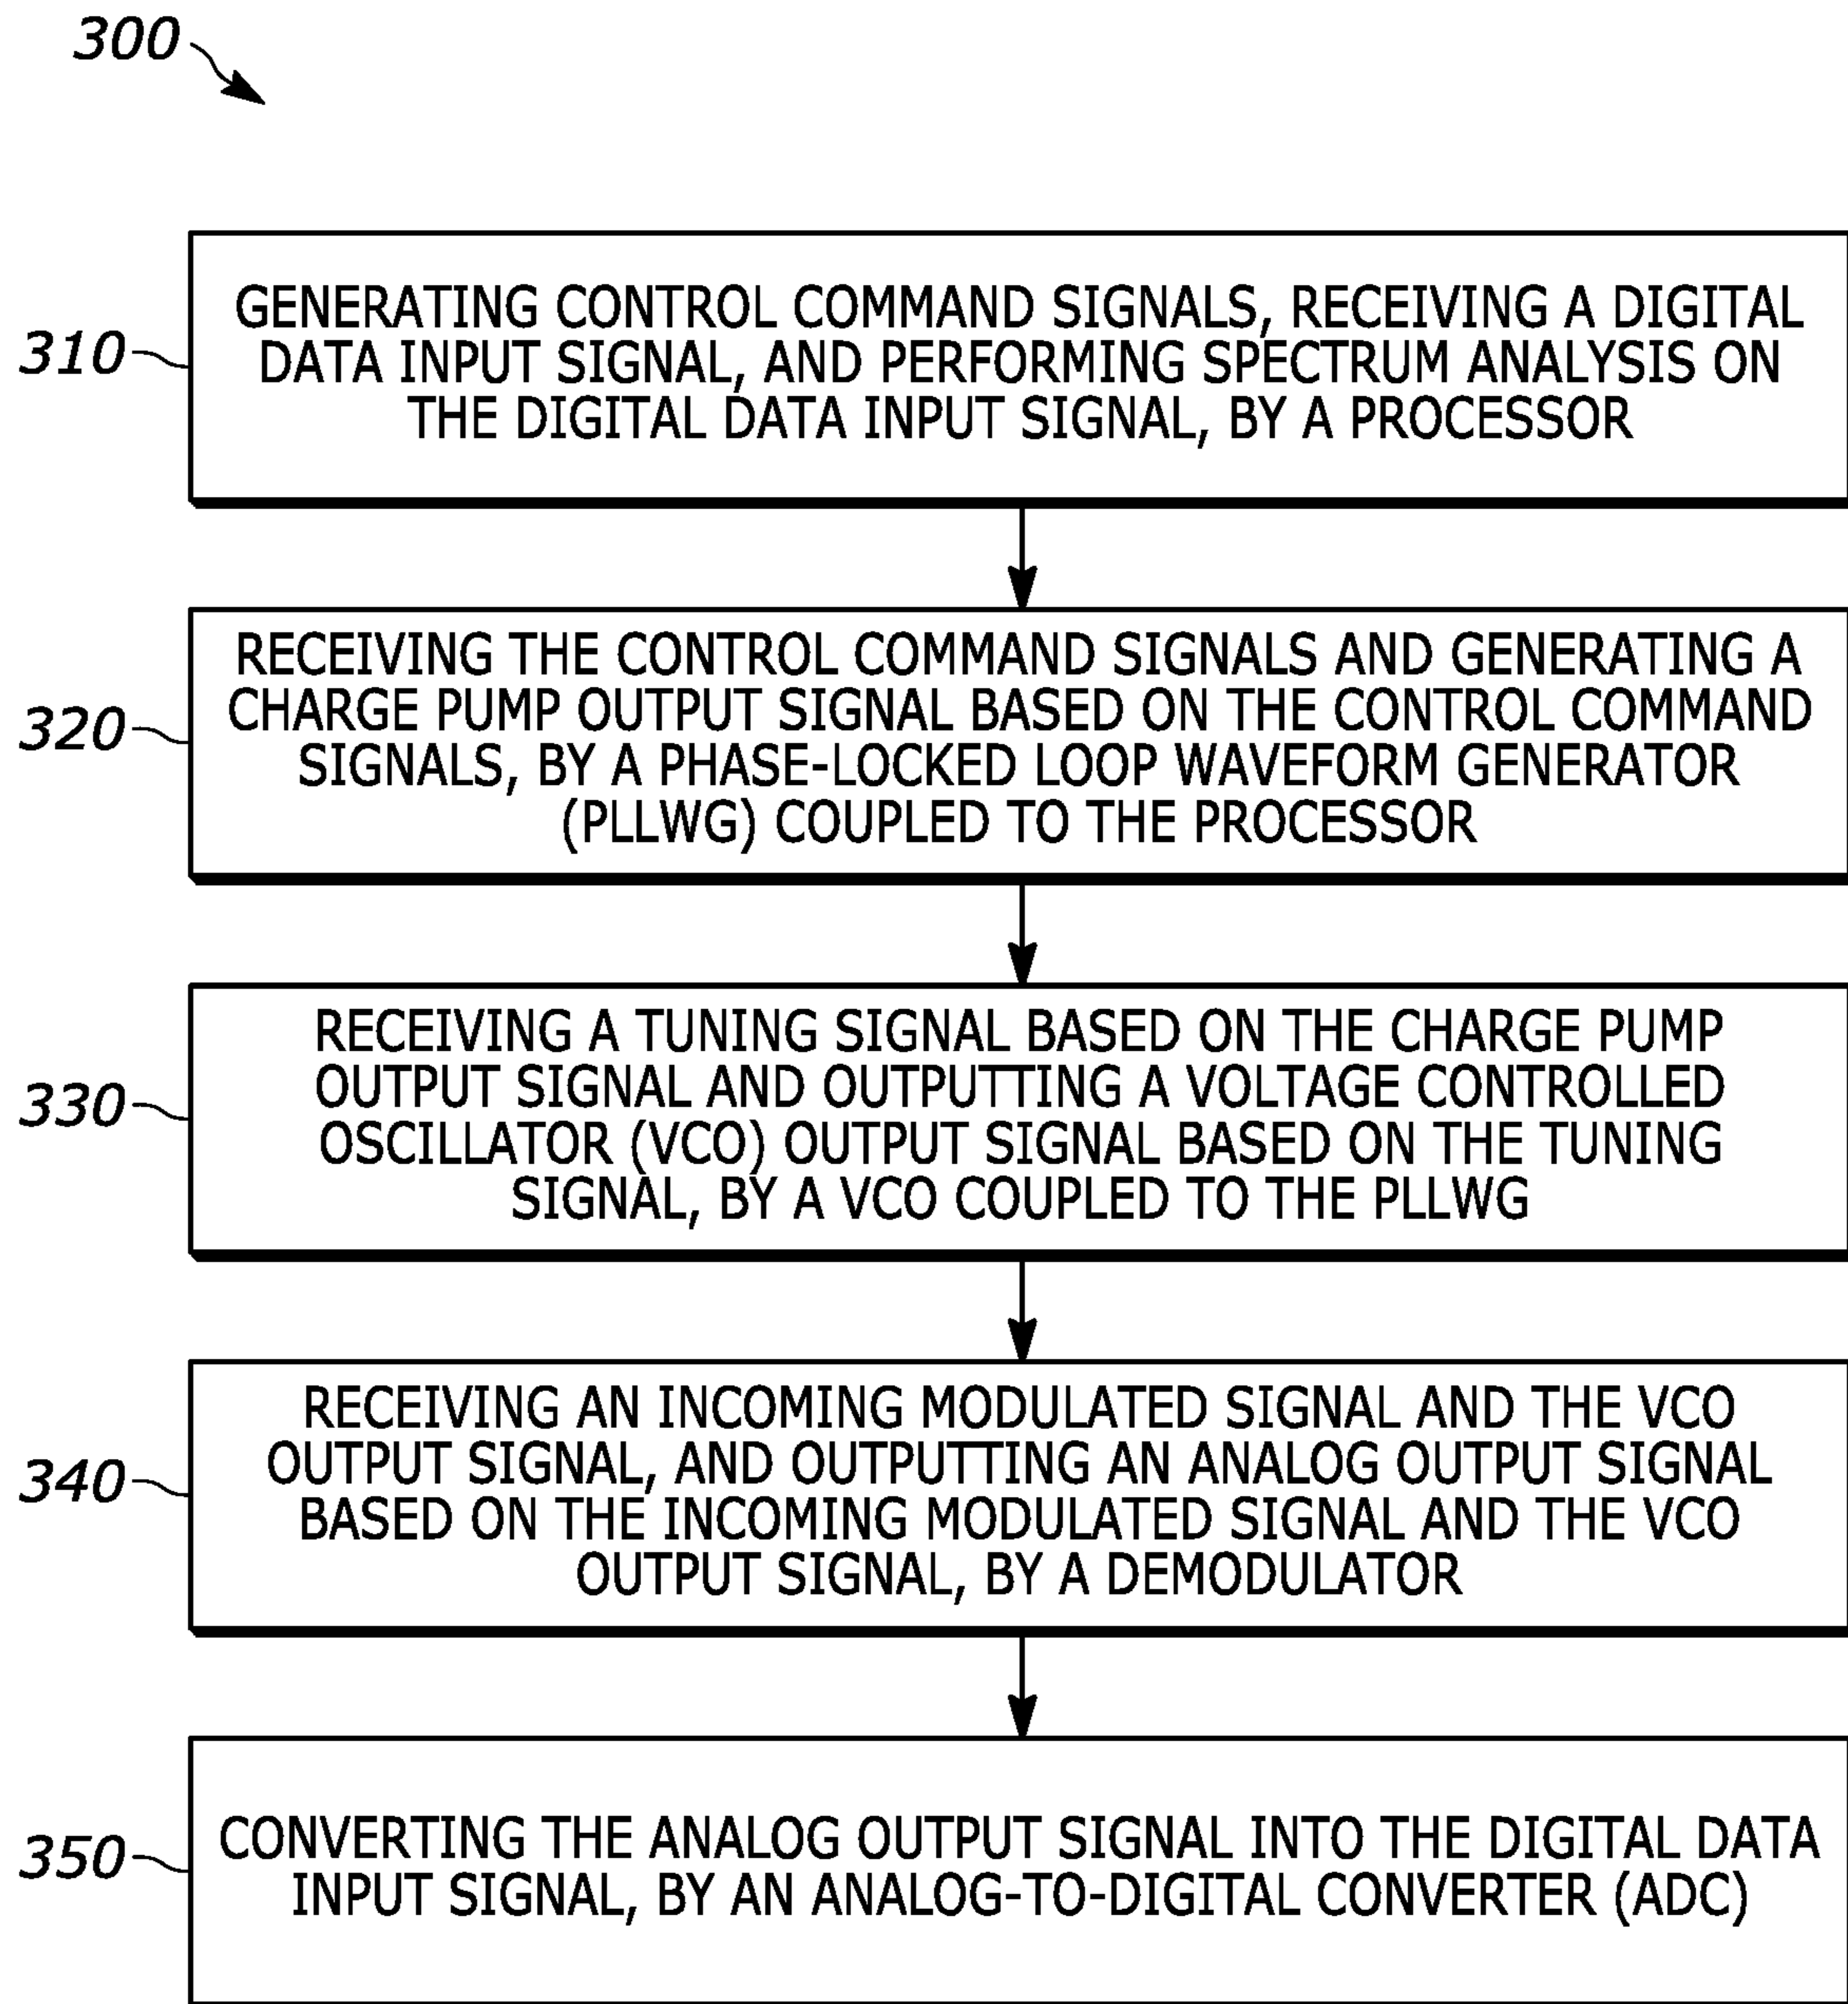 300
310
GENERATING CONTROL COMMAND SIGNALS, RECEIVING A DIGITAL
DATA INPUT SIGNAL, AND PERFORMING SPECTRUM ANALYSIS ON
THE DIGITAL DATA INPUT SIGNAL, BY A PROCESSOR
320
RECEIVING THE CONTROL COMMAND SIGNALS AND GENERATING A
CHARGE PUMP OUTPUT SIGNAL BASED ON THE CONTROL COMMAND
SIGNALS, BY A PHASE-LOCKED LOOP WAVEFORM GENERATOR
(PLLWG) COUPLED TO THE PROCESSOR
330
RECEIVING A TUNING SIGNAL BASED ON THE CHARGE PUMP
OUTPUT SIGNAL AND OUTPUTTING A VOLTAGE CONTROLLED
OSCILLATOR (VCO) OUTPUT SIGNAL BASED ON THE TUNING
SIGNAL, BY A VCO COUPLED TO THE PLLWG
340
RECEIVING AN INCOMING MODULATED SIGNAL AND THE VCO
OUTPUT SIGNAL, AND OUTPUTTING AN ANALOG OUTPUT SIGNAL
BASED ON THE INCOMING MODULATED SIGNAL AND THE VCO
OUTPUT SIGNAL, BY A DEMODULATOR
350
CONVERTING THE ANALOG OUTPUT SIGNAL INTO THE DIGITAL DATA
INPUT SIGNAL, BY AN ANALOG-TO-DIGITAL CONVERTER (ADC)